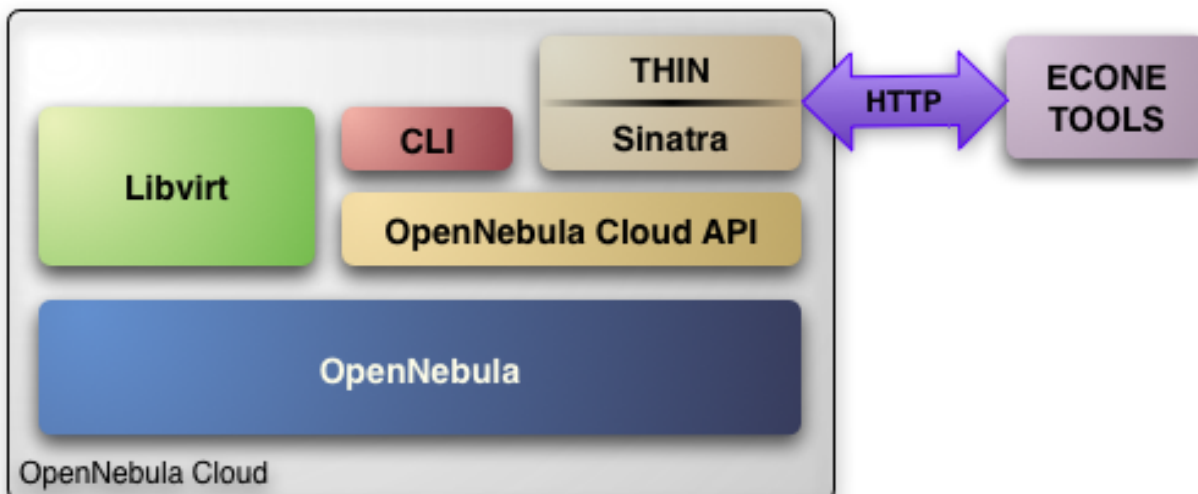 THIN
Sinatra
HTTP
ECONE
TOOLS
CLI
Libvirt
OpenNebula Cloud API
OpenNebula
OpenNebula Cloud